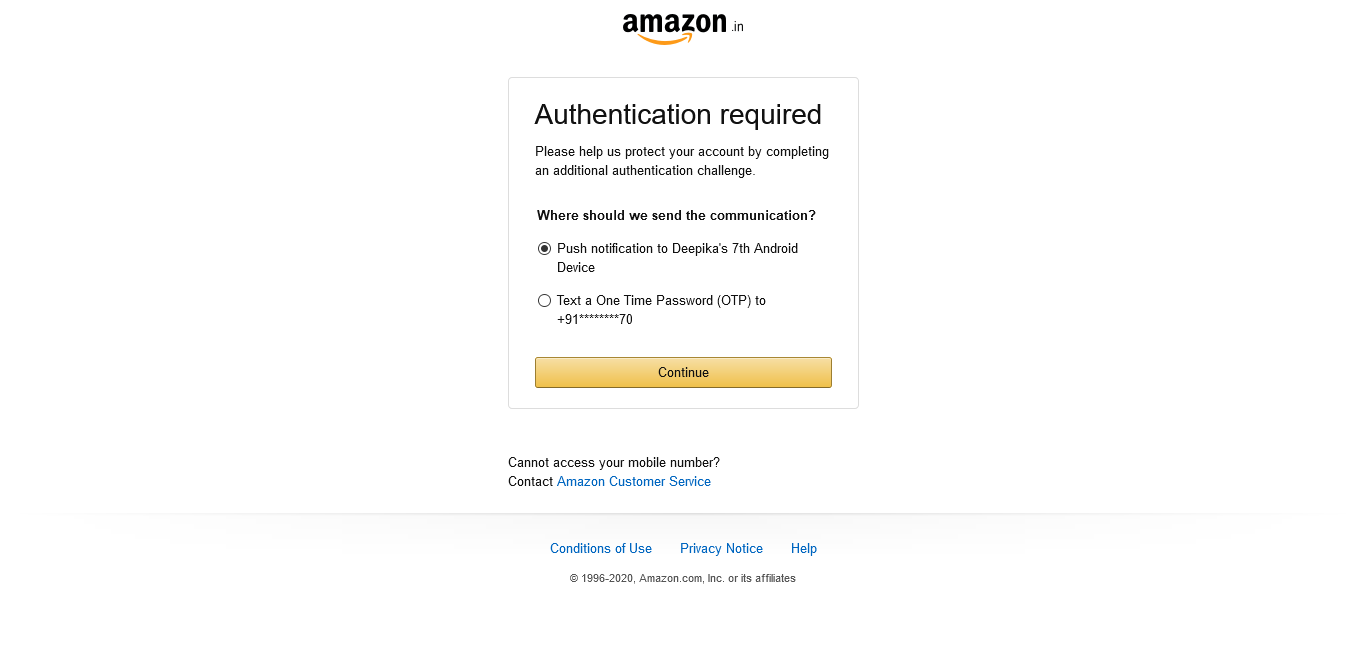 amazon.in
Authentication required
Please help us protect your account by completing
an additional authentication challenge.
Where should we send the communication?
Push notification to Deepika's 7th Android
Device
Text a One Time Password (OTP) to
+91********70
Continue
Cannot access your mobile number?
Contact Amazon Customer Service
Conditions of Use Privacy Notice Help
© 1996-2020, Amazon.com, Inc. or its affiliates